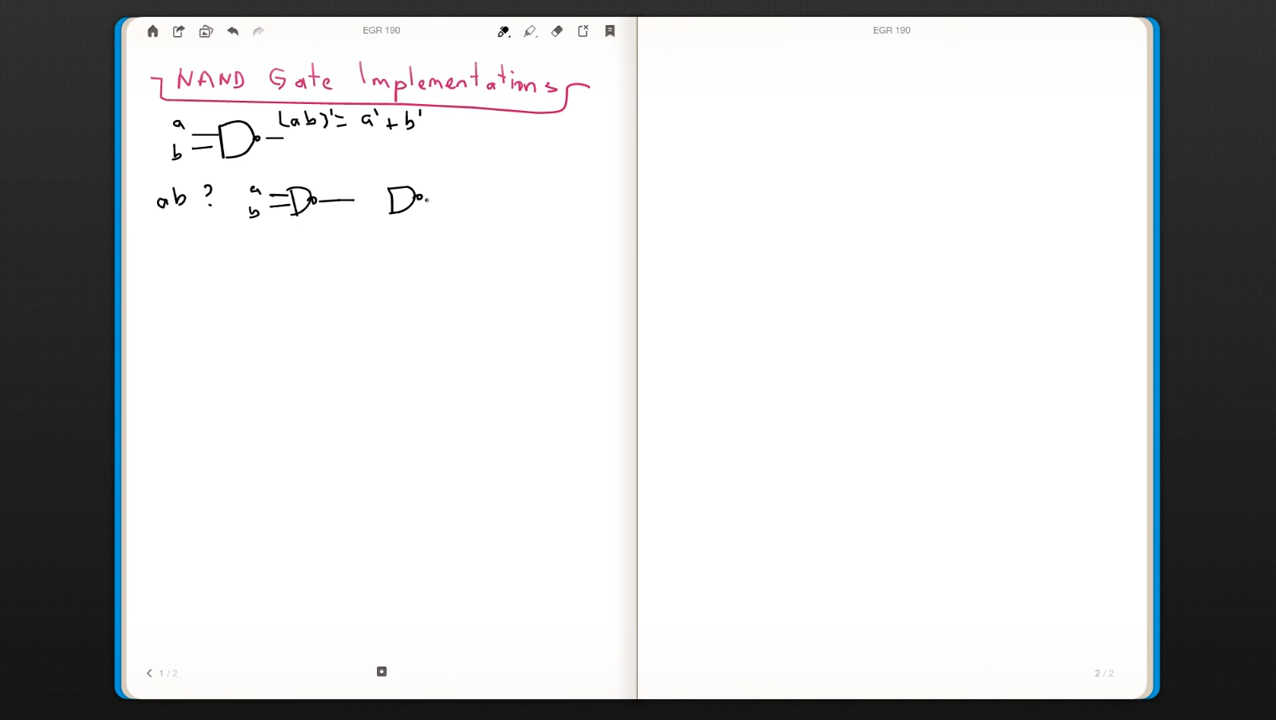 EGR 190
EGR 190
NAND Gate Implementations
a
b
(ab)' = a' + b'
ab ?
a
b
1 / 2
2 / 2